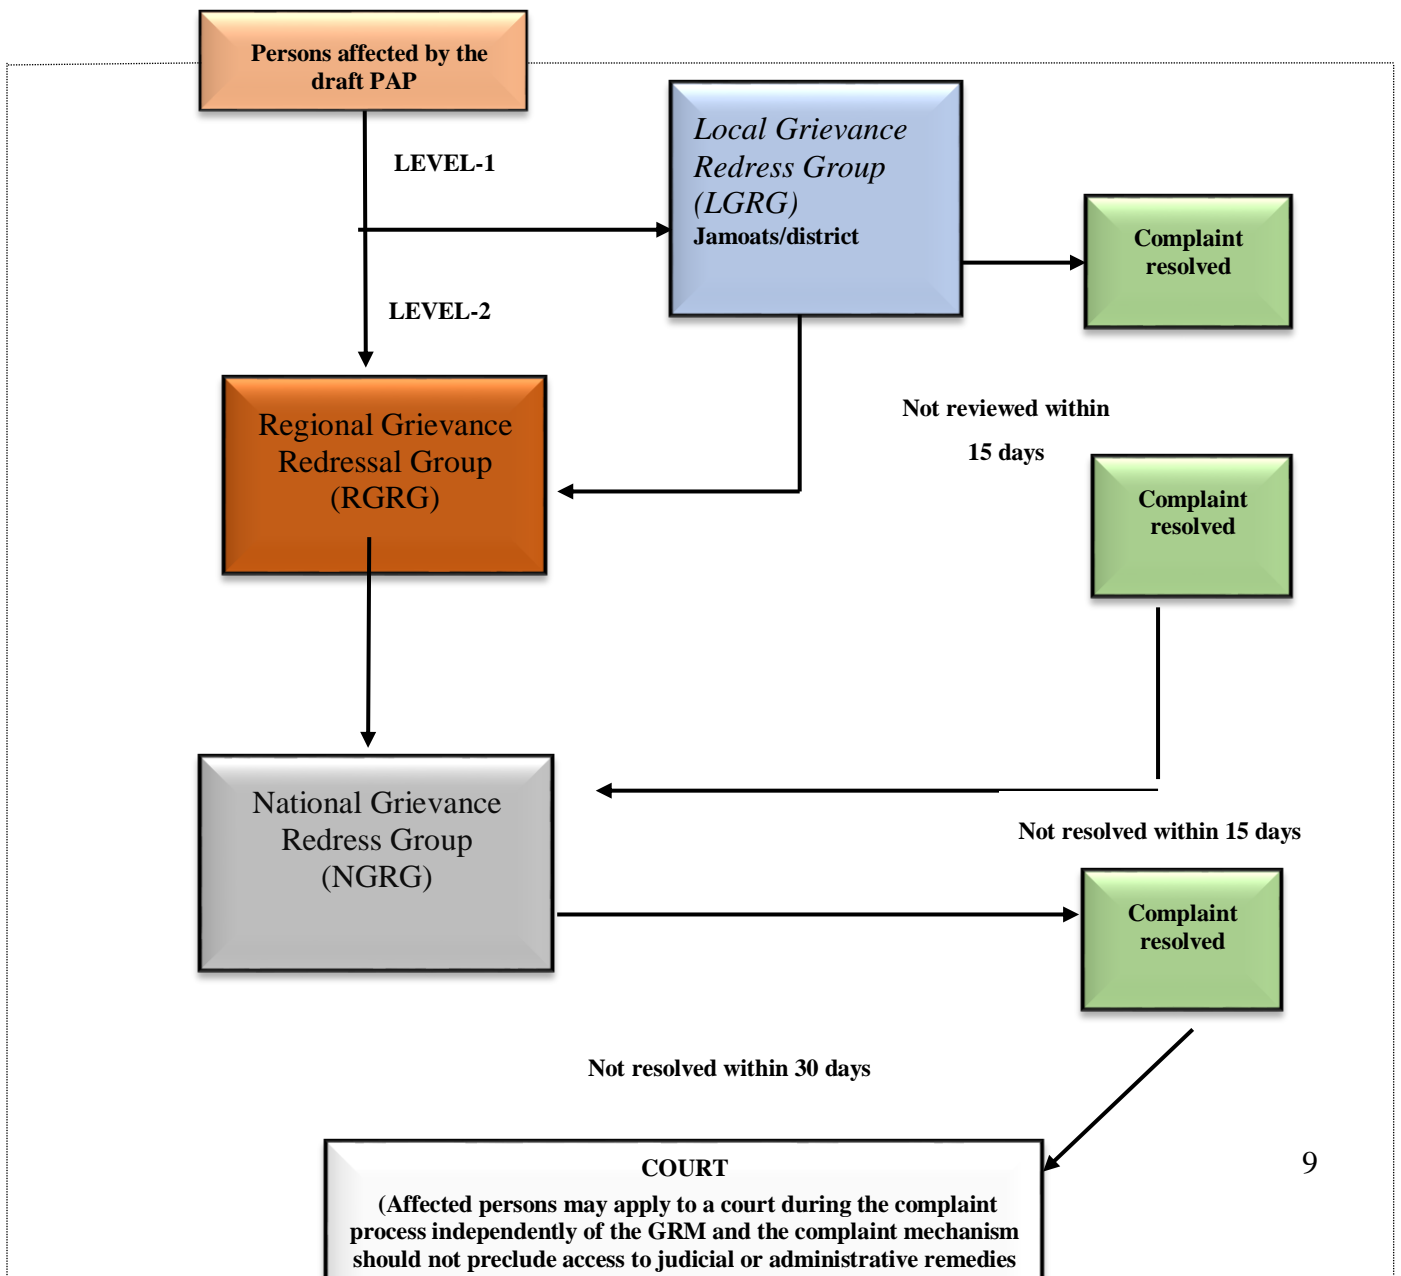 Persons affected by the
draft PAP
LEVEL-1
Local Grievance
Redress Group
(LGRG)
Jamoats/district
Complaint
resolved
LEVEL-2
Regional Grievance
Redressal Group
(RGRG)
Not reviewed within
15 days
Complaint
resolved
National Grievance
Redress Group
(NGRG)
Not resolved within 15 days
Complaint
resolved
Not resolved within 30 days
COURT
(Affected persons may apply to a court during the complaint
process independently of the GRM and the complaint mechanism
should not preclude access to judicial or administrative remedies
9